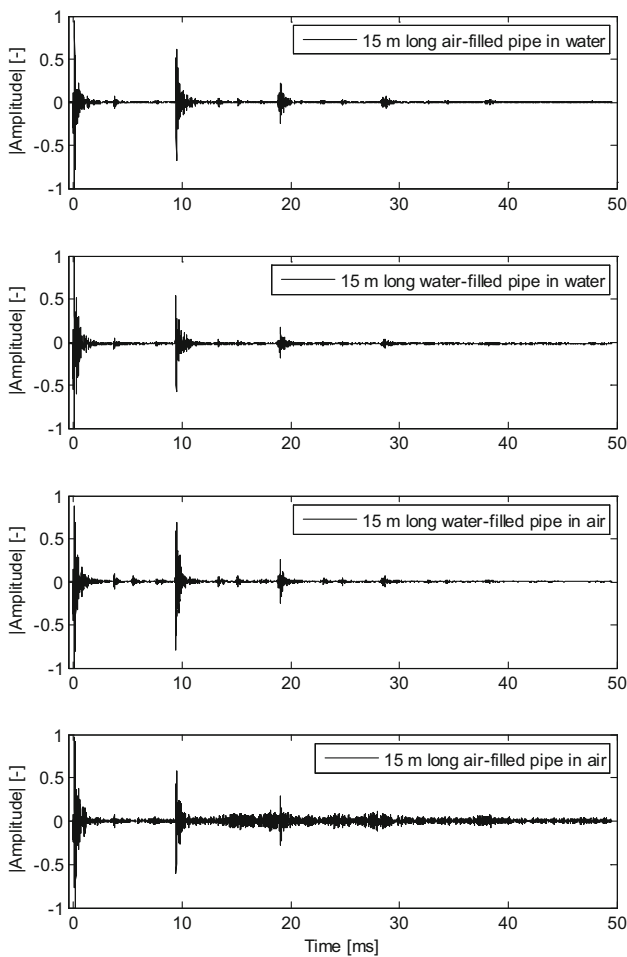 15 m long air-filled pipe in water
|Amplitude| [-]
1
0.5
0
-0.5
-1
0 10 20 30 40 50
15 m long water-filled pipe in water
|Amplitude| [-]
1
0.5
0
-0.5
-1
0 10 20 30 40 50
15 m long water-filled pipe in air
|Amplitude| [-]
1
0.5
0
-0.5
-1
0 10 20 30 40 50
15 m long air-filled pipe in air
|Amplitude| [-]
1
0.5
0
-0.5
-1
0 10 20 30 40 50
Time [ms]